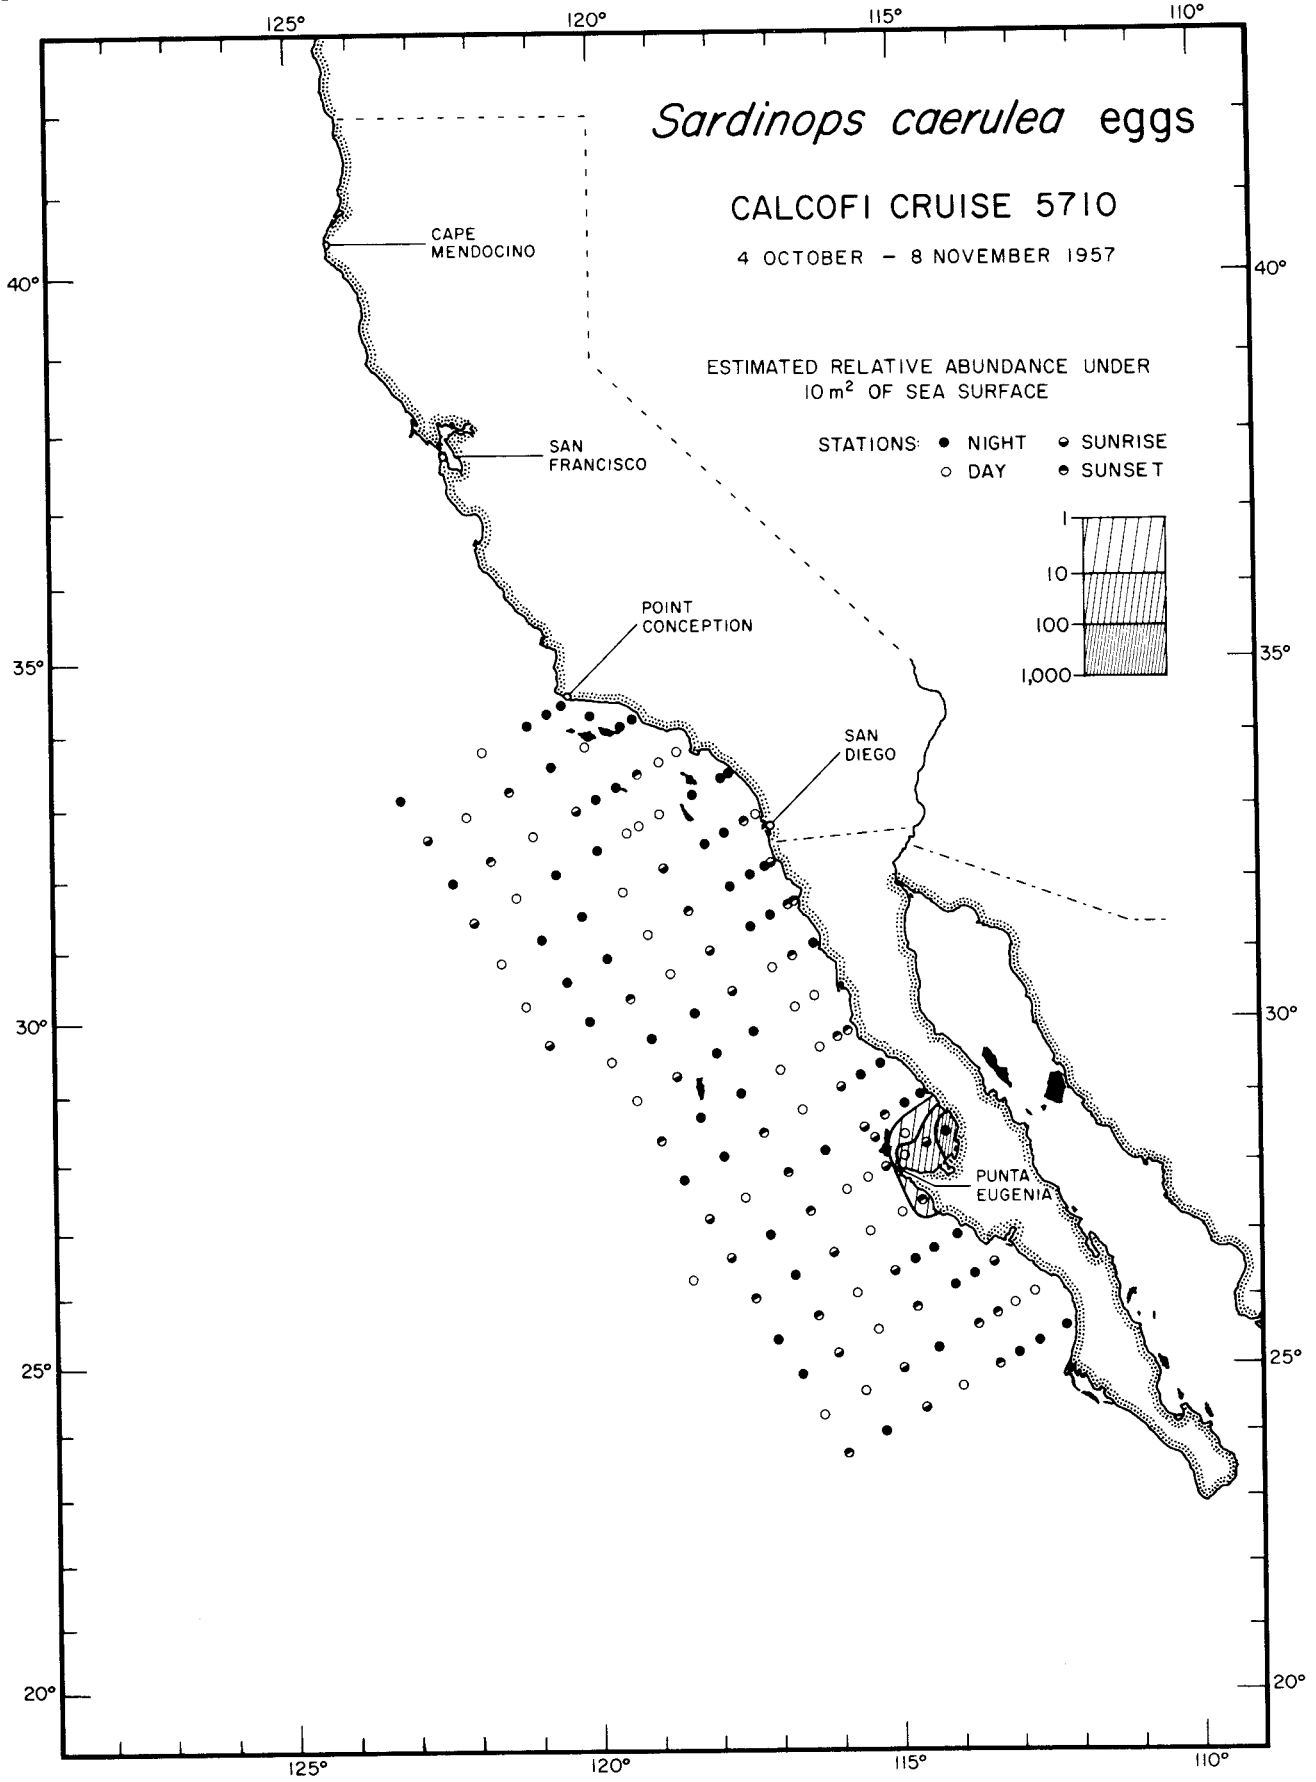 125° 120° 115° 110°
Sardinops caerulea eggs
CALCOFI CRUISE 5710
4 OCTOBER – 8 NOVEMBER 1957
CAPE
MENDOCINO
40° 40°
ESTIMATED RELATIVE ABUNDANCE UNDER
10 m² OF SEA SURFACE
STATIONS: NIGHT SUNRISE
DAY SUNSET
SAN
FRANCISCO
1
10
100
1,000
POINT
CONCEPTION
35° 35°
SAN
DIEGO
30° 30°
PUNTA
EUGENIA
25° 25°
20° 20°
125° 120° 115° 110°